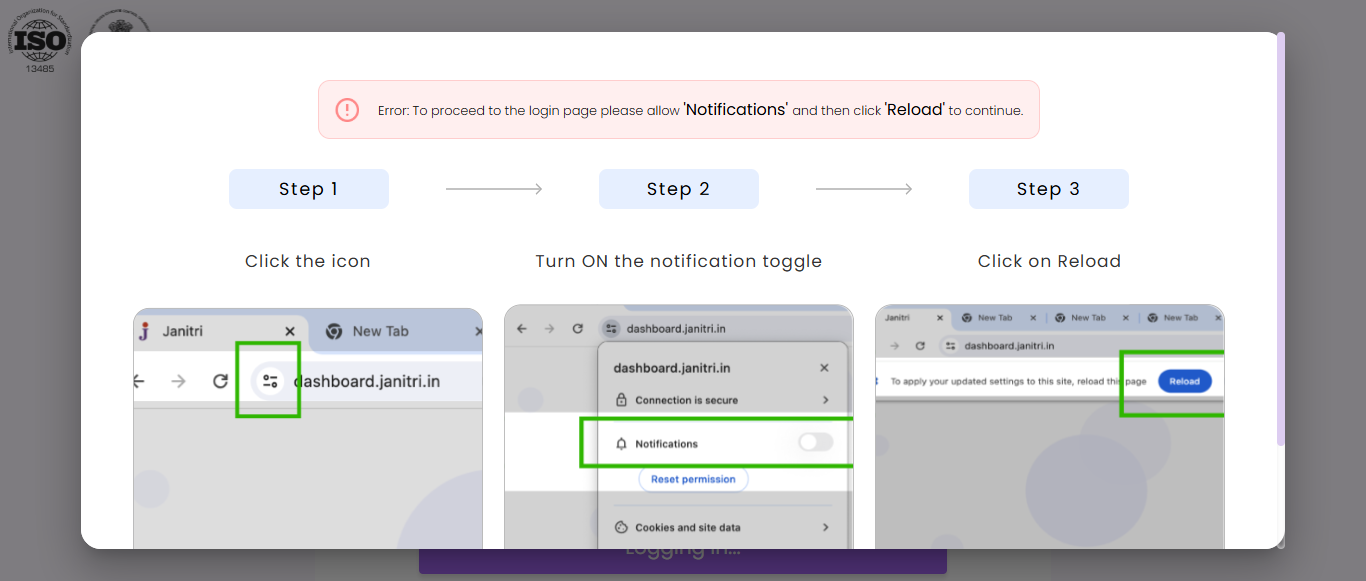 International Organization for Standardization
ISO
13485
Error: To proceed to the login page please allow 'Notifications' and then click 'Reload' to continue.
Step 1
Step 2
Step 3
Click the icon
Turn ON the notification toggle
Click on Reload
Janitri
New Tab
dashboard.janitri.in
dashboard.janitri.in
dashboard.janitri.in
Connection is secure
Notifications
Reset permission
Cookies and site data
Janitri
New Tab
New Tab
New Tab
dashboard.janitri.in
To apply your updated settings to this site, reload this page
Reload
Logging in...